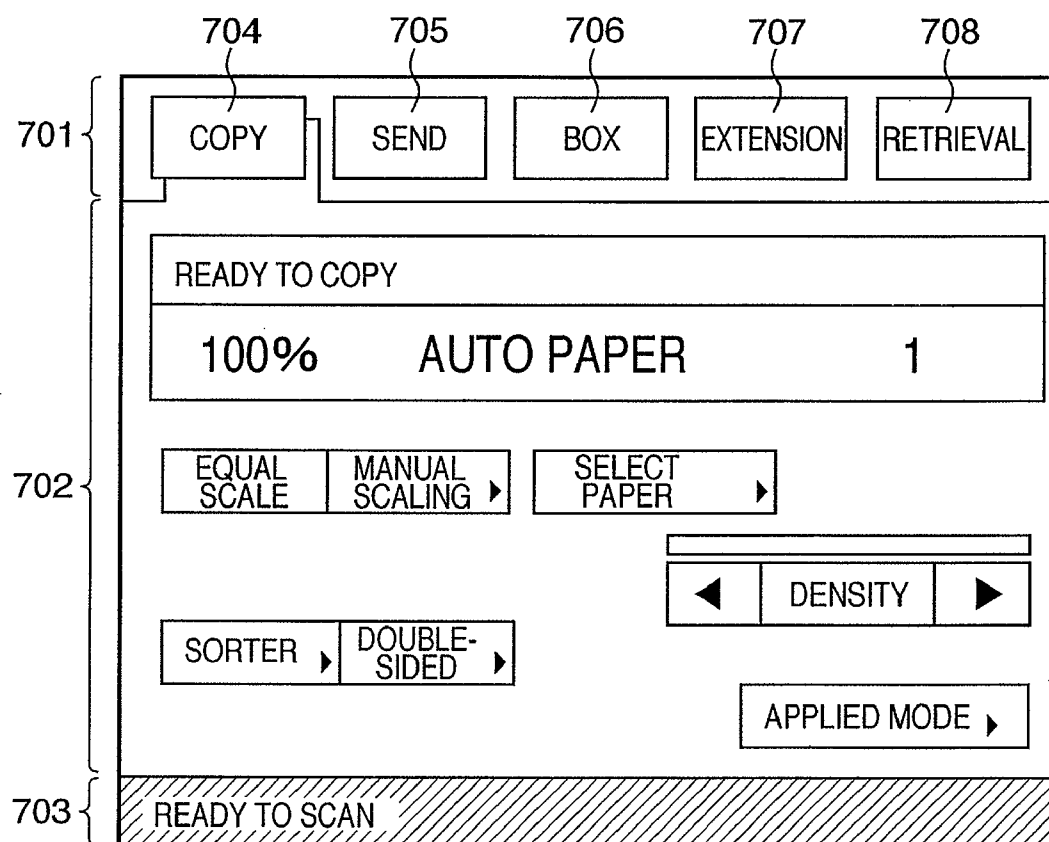 704 705 706 707 708
701
COPY SEND BOX EXTENSION RETRIEVAL
READY TO COPY
100% AUTO PAPER 1
702
EQUAL
SCALE
MANUAL
SCALING
SELECT
PAPER
DENSITY
SORTER
DOUBLE-
SIDED
APPLIED MODE
703
READY TO SCAN